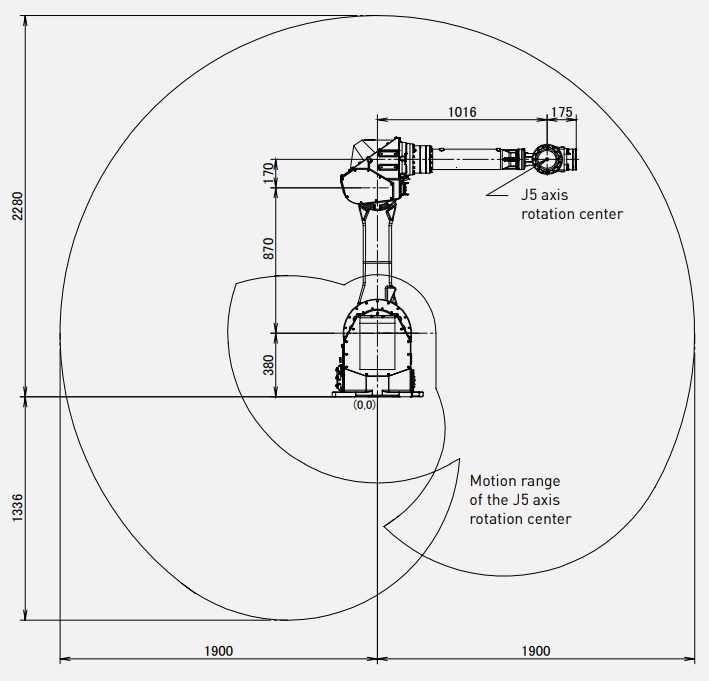 1016
175
170
J5 axis
rotation center
2280
870
380
(0,0)
Motion range
of the J5 axis
rotation center
1336
1900
1900